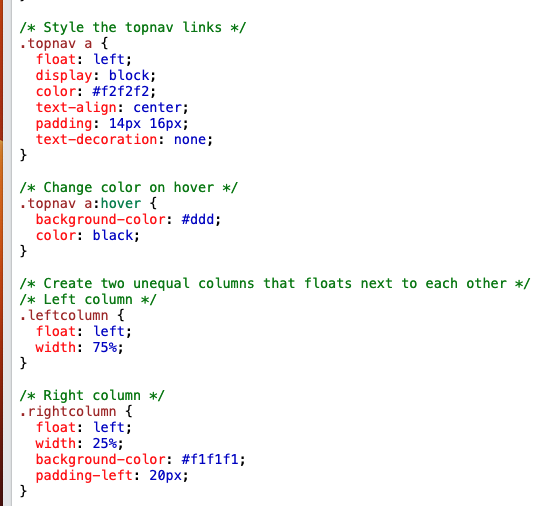 /* Style the topnav links */
.topnav a {
  float: left;
  display: block;
  color: #f2f2f2;
  text-align: center;
  padding: 14px 16px;
  text-decoration: none;
}

/* Change color on hover */
.topnav a:hover {
  background-color: #ddd;
  color: black;
}

/* Create two unequal columns that floats next to each other */
/* Left column */
.leftcolumn {
  float: left;
  width: 75%;
}

/* Right column */
.rightcolumn {
  float: left;
  width: 25%;
  background-color: #f1f1f1;
  padding-left: 20px;
}